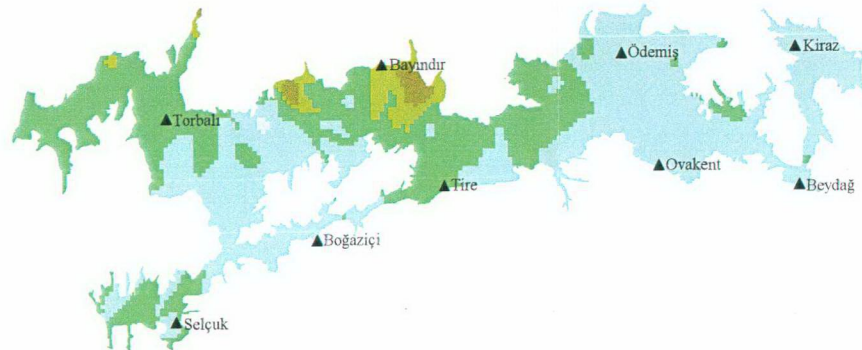 Kiraz
Ödemiş
Bayındır
Torbalı
Ovakent
Tire
Beydağ
Boğaziçi
Selçuk